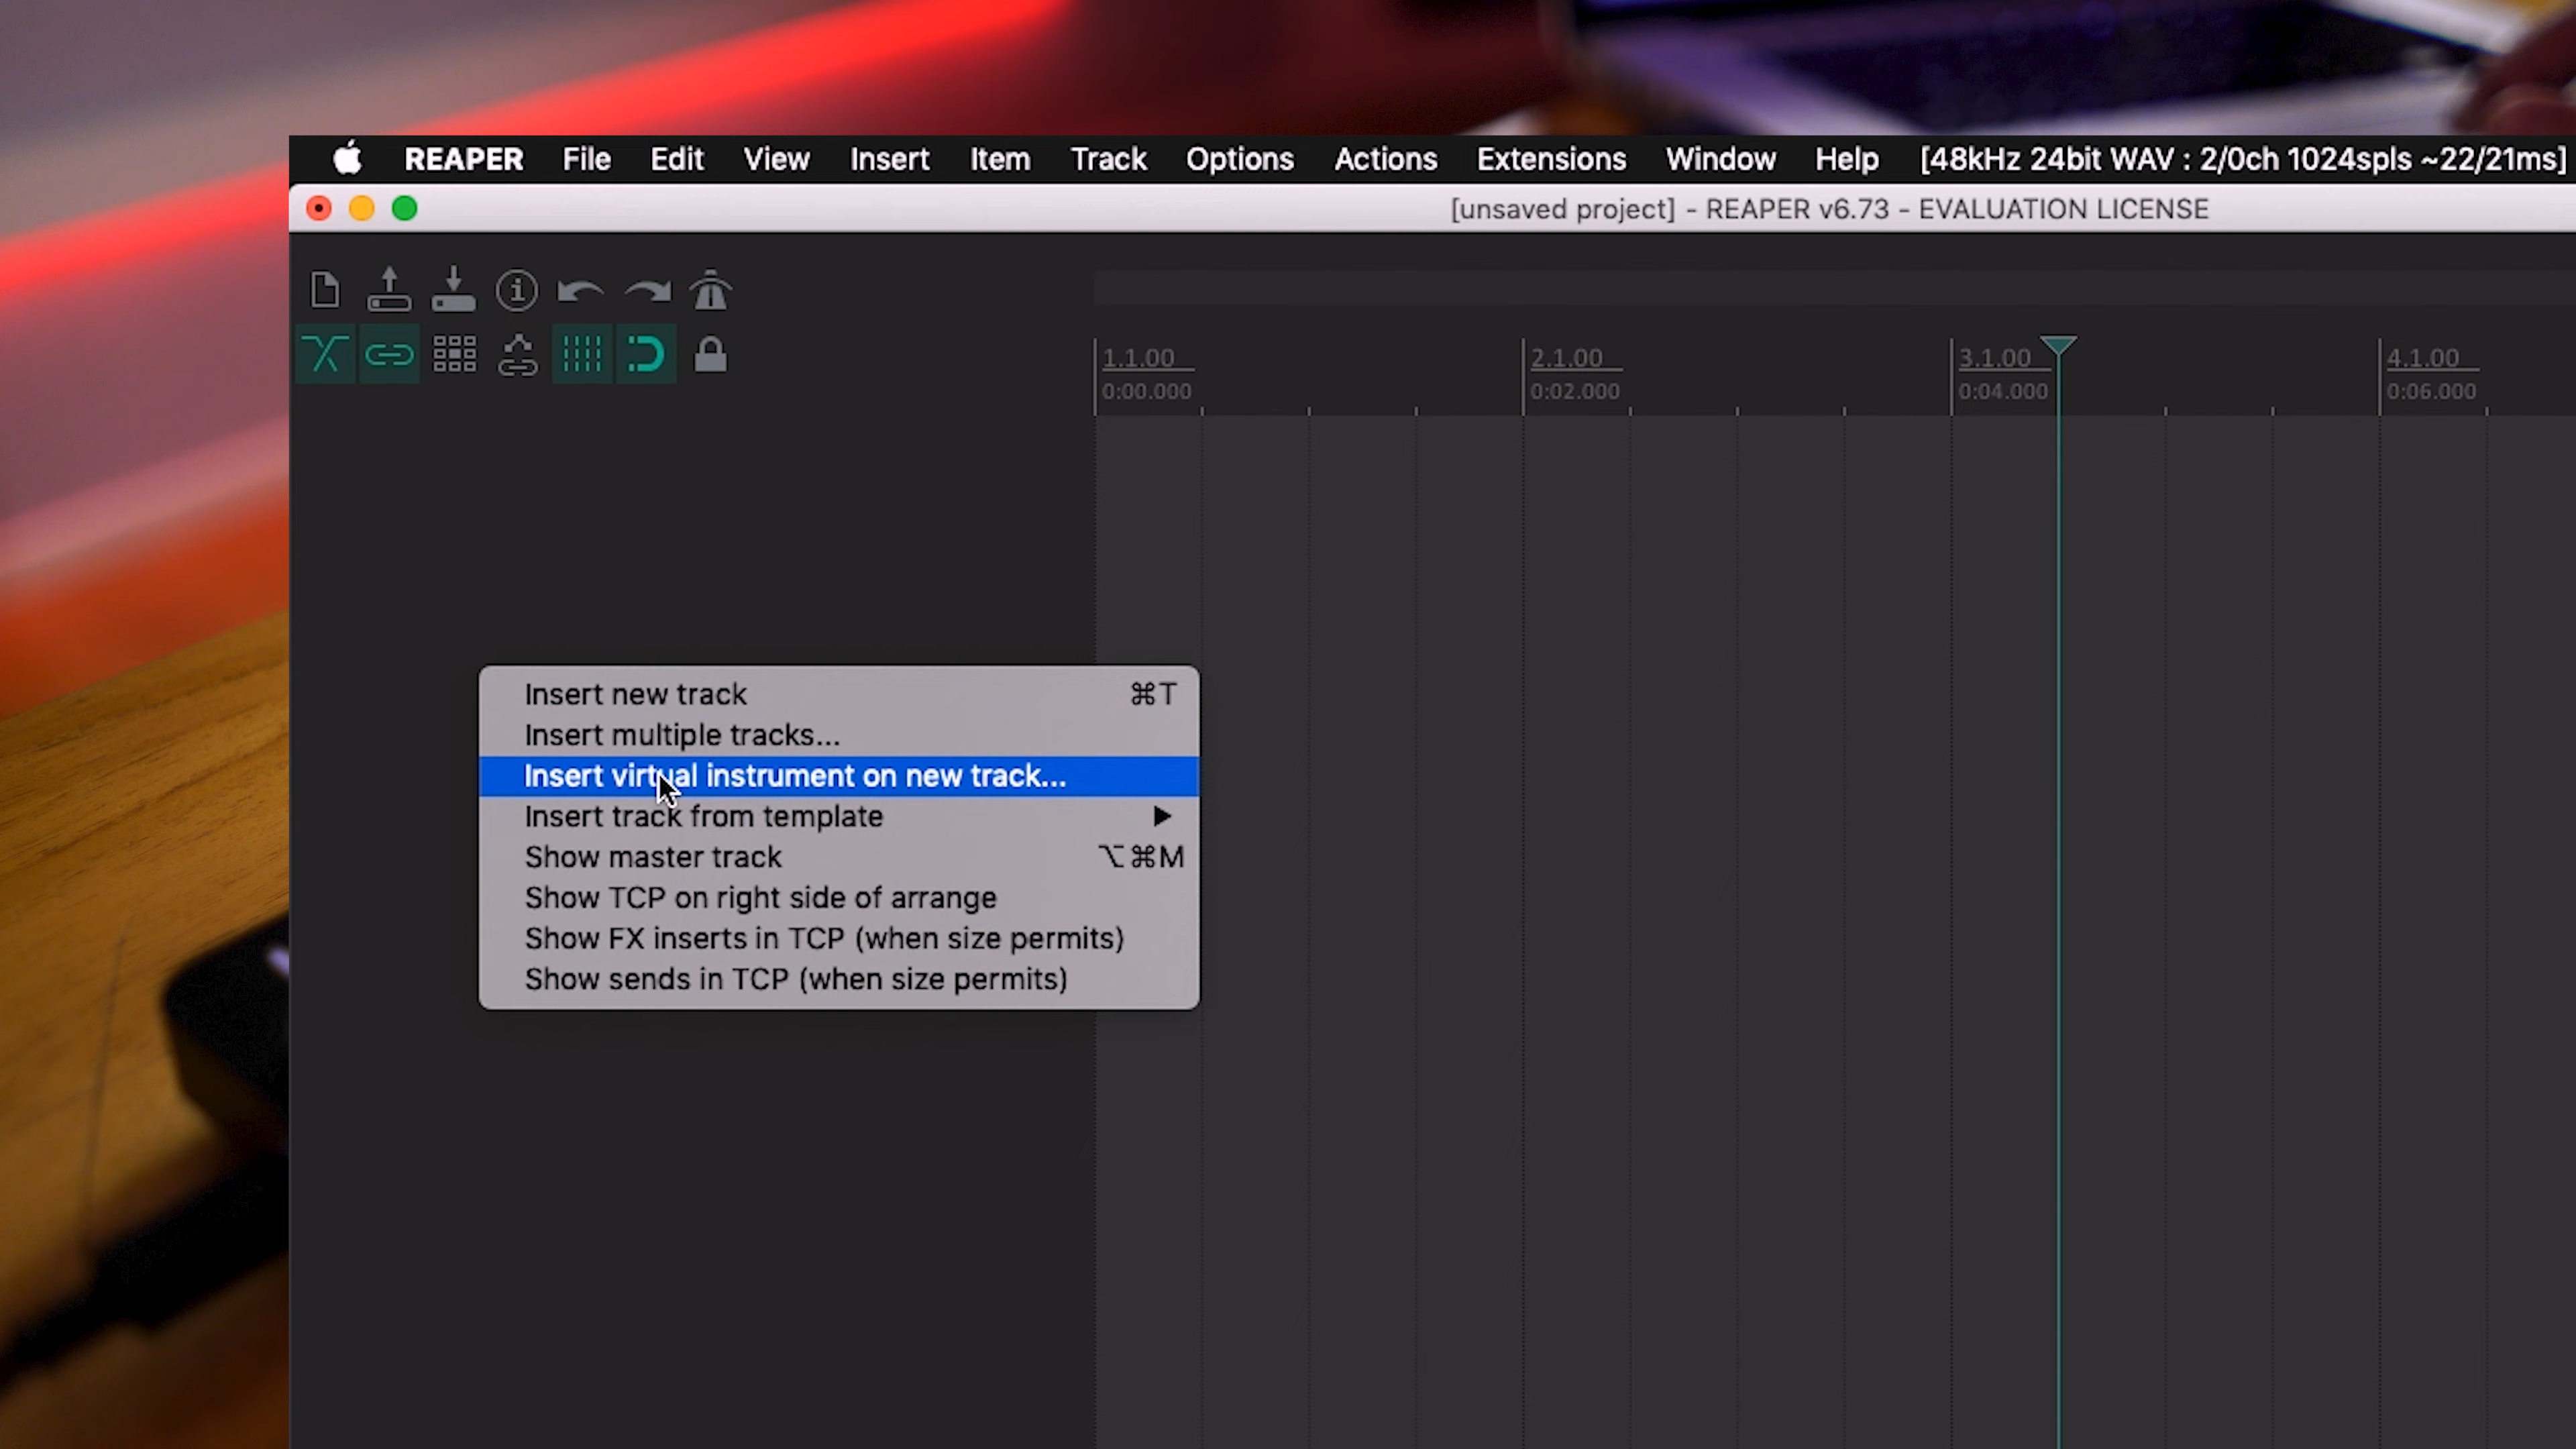 REAPER File Edit View Insert Item Track Options Actions Extensions Window Help [48kHz 24bit WAV : 2/0ch 1024spls ~22/21ms]
[unsaved project] - REAPER v6.73 - EVALUATION LICENSE
1.1.00 2.1.00 3.1.00 4.1.00
0:00.000 0:02.000 0:04.000 0:06.000
Insert new track ⌘T
Insert multiple tracks...
Insert virtual instrument on new track...
Insert track from template
Show master track ⌥⌘M
Show TCP on right side of arrange
Show FX inserts in TCP (when size permits)
Show sends in TCP (when size permits)